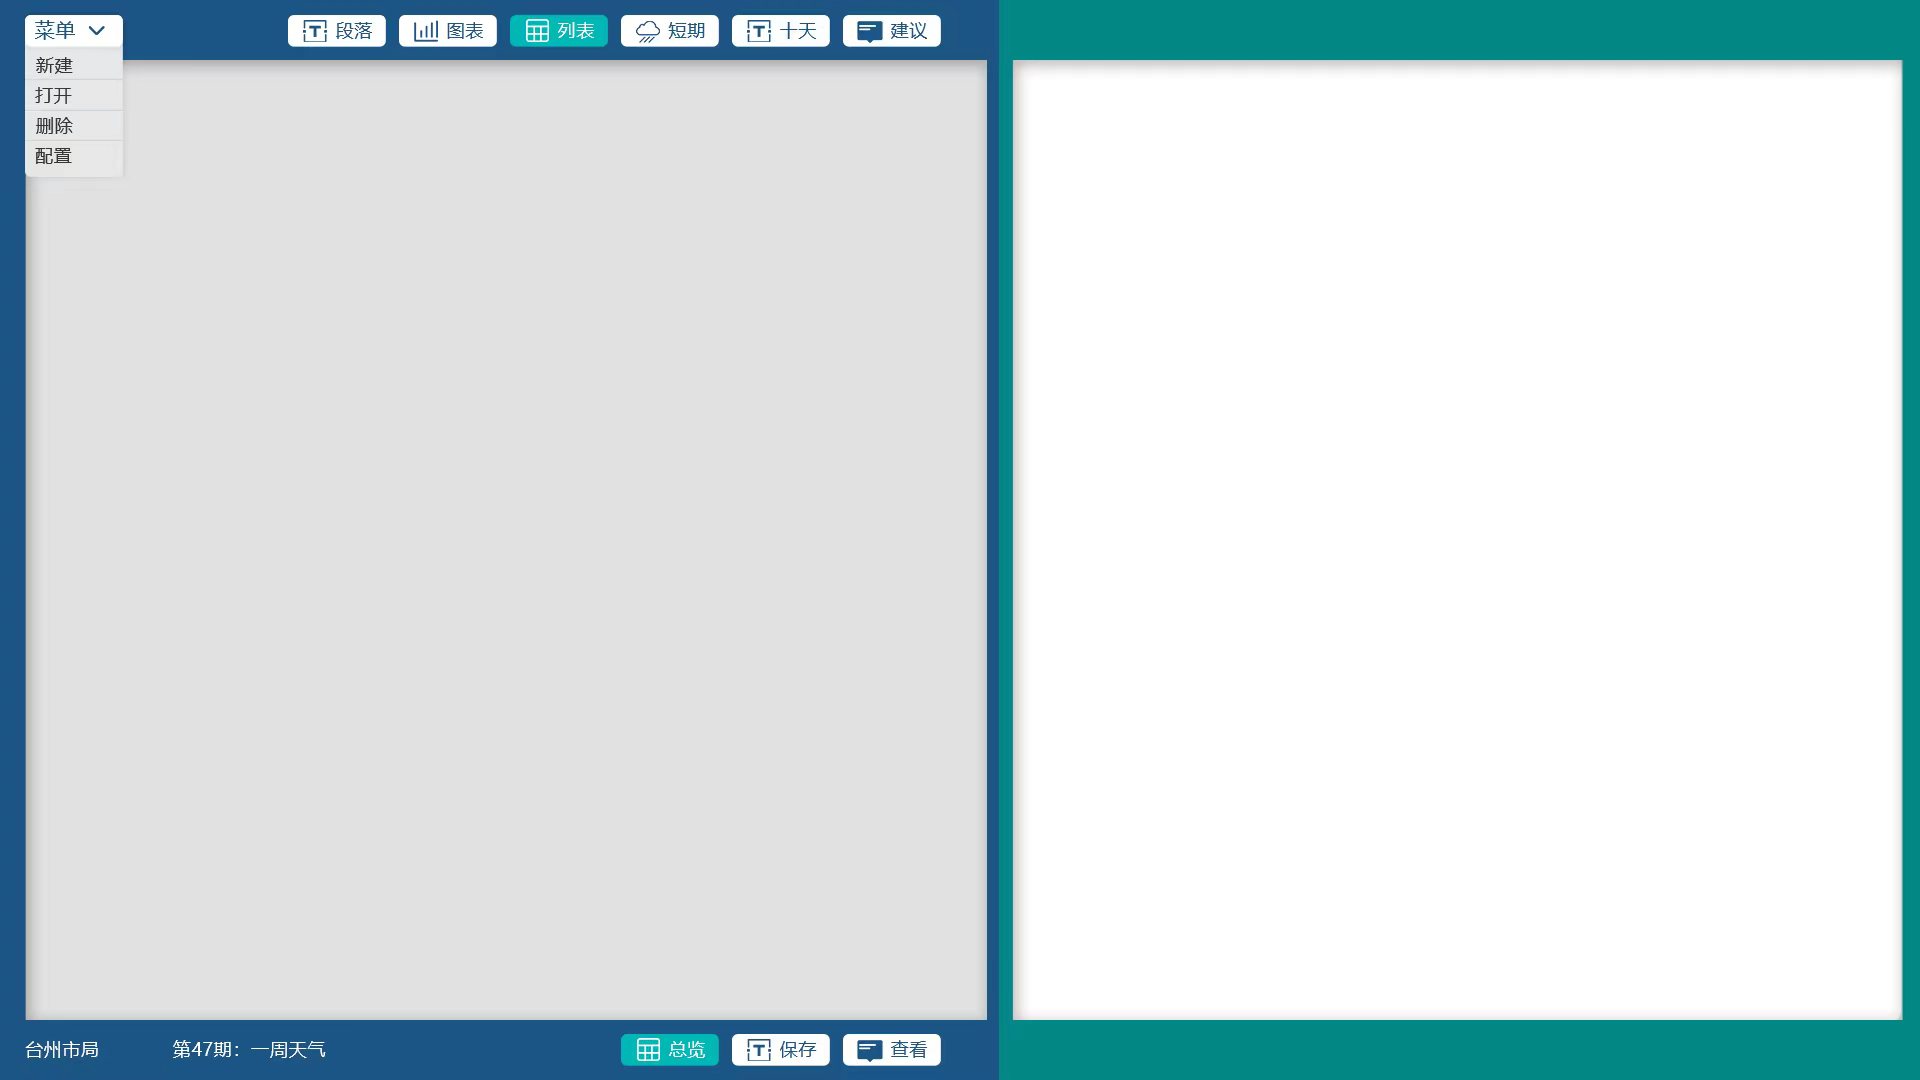 菜单
段落
图表
列表
短期
十天
建议
新建
打开
删除
配置
台州市局
第47期：一周天气
总览
保存
查看